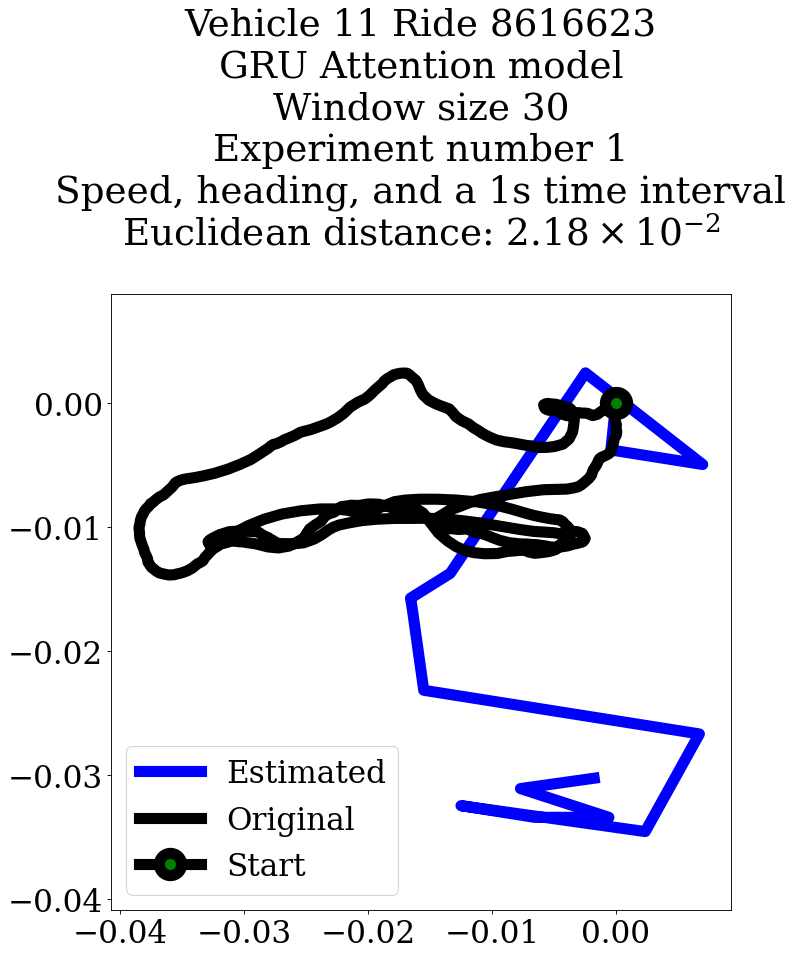 Vehicle 11 Ride 8616623
GRU Attention model
Window size 30
Experiment number 1
Speed, heading, and a 1s time interval
Euclidean distance: 2.18 × 10⁻²
0.00
−0.01
−0.02
−0.03
−0.04
Estimated
Original
Start
−0.04 −0.03 −0.02 −0.01 0.00